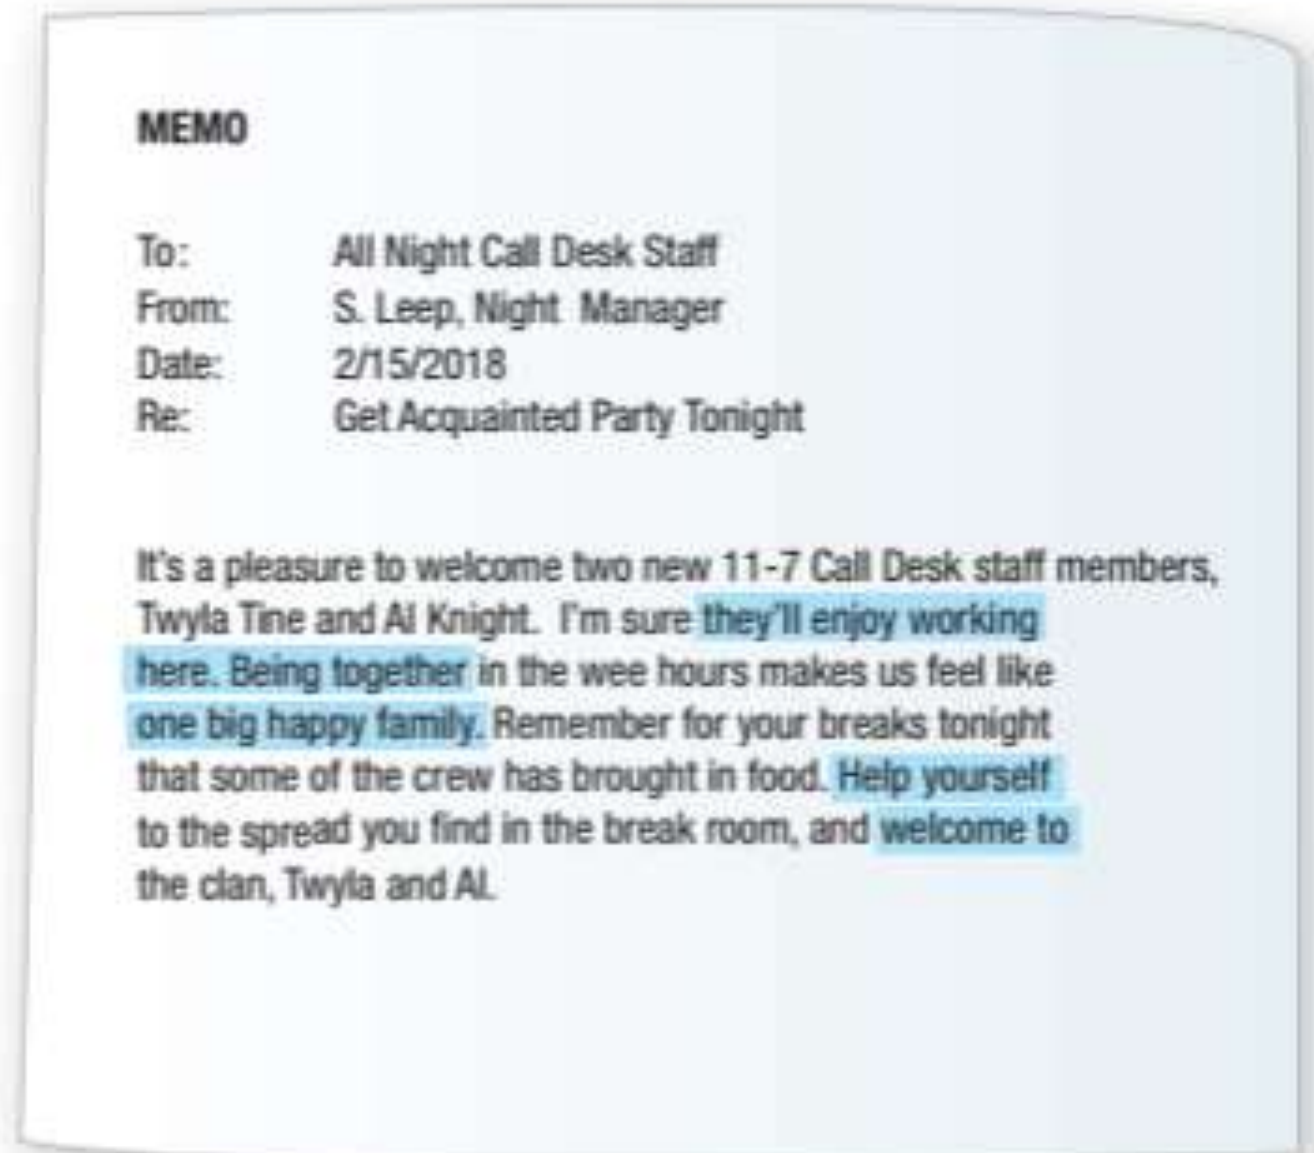 MEMO
To: All Night Call Desk Staff
From: S. Leep, Night Manager
Date: 2/15/2018
Re: Get Acquainted Party Tonight
It's a pleasure to welcome two new 11-7 Call Desk staff members,
Twyla Tine and Al Knight. I'm sure they'll enjoy working
here. Being together in the wee hours makes us feel like
one big happy family. Remember for your breaks tonight
that some of the crew has brought in food. Help yourself
to the spread you find in the break room, and welcome to
the clan, Twyla and Al.